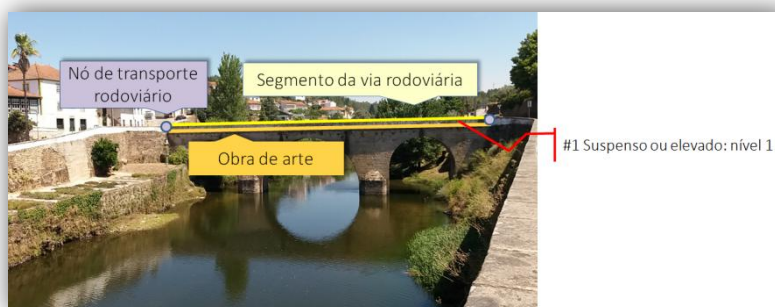 Nó de transporte
rodoviário
Segmento da via rodoviária
Obra de arte
#1 Suspenso ou elevado: nível 1